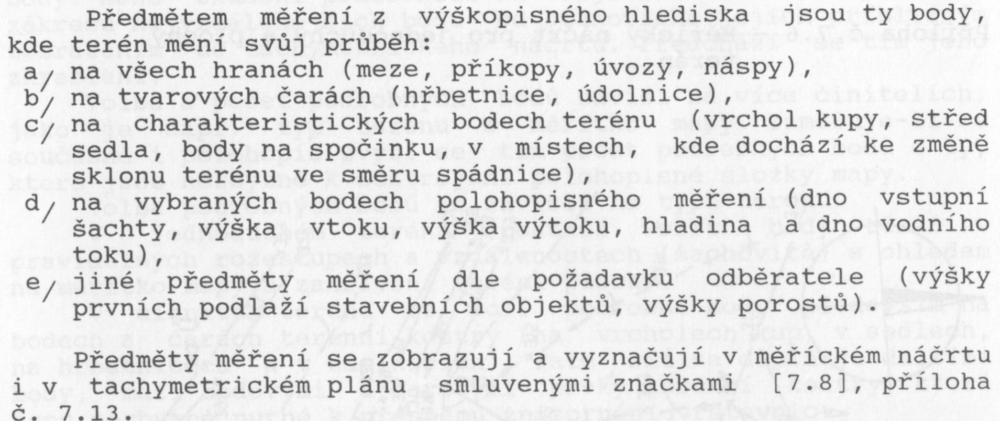 Předmětem měření z výškopisného hlediska jsou ty body,
kde terén mění svůj průběh:
a/ na všech hranách (meze, příkopy, úvozy, náspy),
b/ na tvarových čarách (hřbetnice, údolnice),
c/ na charakteristických bodech terénu (vrchol kupy, střed
sedla, body na spočinku, v místech, kde dochází ke změně
sklonu terénu ve směru spádnice),
d/ na vybraných bodech polohopisného měření (dno vstupní
šachty, výška vtoku, výška výtoku, hladina a dno vodního
toku),
e/ jiné předměty měření dle požadavku odběratele (výšky
prvních podlaží stavebních objektů, výšky porostů).
Předměty měření se zobrazují a vyznačují v měřickém náčrtu
i v tachymetrickém plánu smluvenými značkami [7.8], příloha
č. 7.13.